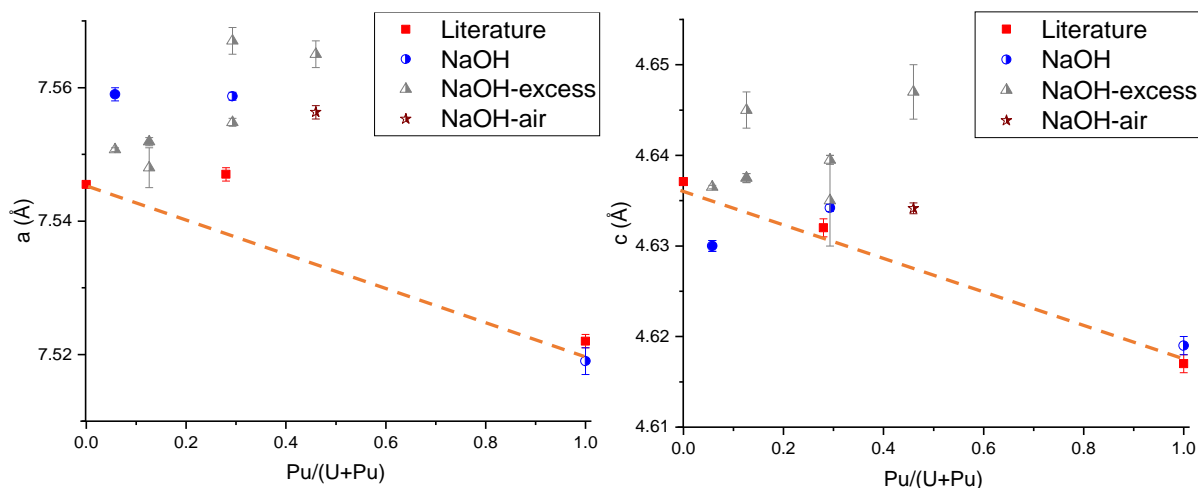 Literature
NaOH
NaOH-excess
NaOH-air
7.56
7.54
7.52
a (Å)
0.0 0.2 0.4 0.6 0.8 1.0
Pu/(U+Pu)
Literature
NaOH
NaOH-excess
NaOH-air
4.66
4.65
4.64
4.63
4.62
4.61
c (Å)
0.0 0.2 0.4 0.6 0.8 1.0
Pu/(U+Pu)